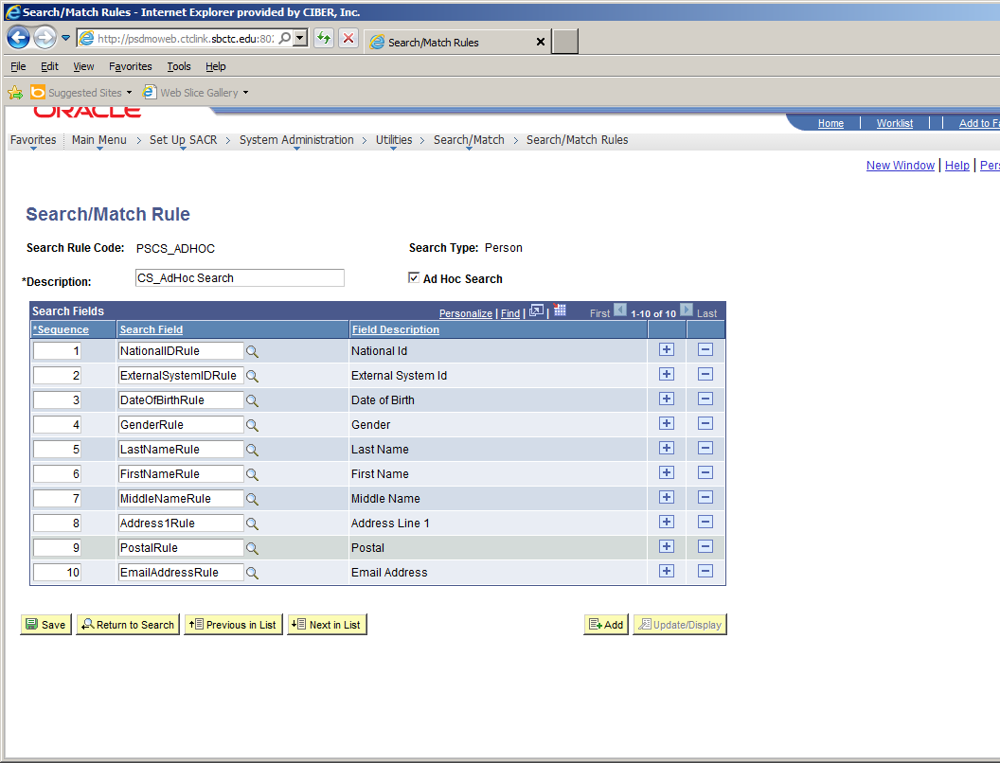 Search/Match Rules - Internet Explorer provided by CIBER, Inc.
http://psdmoweb.ctclink.sbctc.edu:80
Search/Match Rules
File Edit View Favorites Tools Help
Suggested Sites Web Slice Gallery
ORACLE
Home Worklist Add to F
Favorites Main Menu > Set Up SACR > System Administration > Utilities > Search/Match > Search/Match Rules
New Window | Help | Per
Search/Match Rule
Search Rule Code: PSCS_ADHOC Search Type: Person
*Description: CS_AdHoc Search Ad Hoc Search
Search Fields Personalize | Find | | First 1-10 of 10 Last
*Sequence Search Field Field Description
1 NationalIDRule National Id
2 ExternalSystemIDRule External System Id
3 DateOfBirthRule Date of Birth
4 GenderRule Gender
5 LastNameRule Last Name
6 FirstNameRule First Name
7 MiddleNameRule Middle Name
8 Address1Rule Address Line 1
9 PostalRule Postal
10 EmailAddressRule Email Address
Save Return to Search Previous in List Next in List Add Update/Display